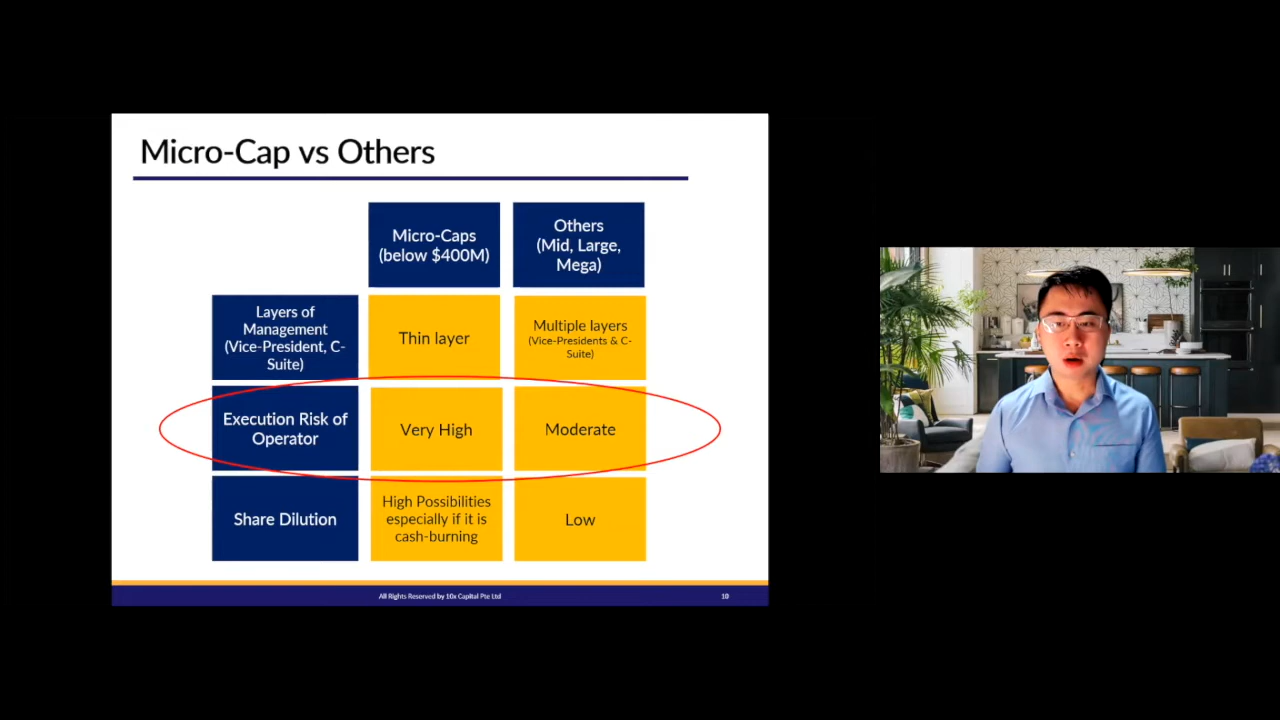 Micro-Cap vs Others
Micro-Caps
(below $400M)
Others
(Mid, Large,
Mega)
Layers of
Management
(Vice-President, C-
Suite)
Thin layer
Multiple layers
(Vice-Presidents & C-
Suite)
Execution Risk of
Operator
Very High
Moderate
Share Dilution
High Possibilities
especially if it is
cash-burning
Low
All Rights Reserved by 10x Capital Pte Ltd
10